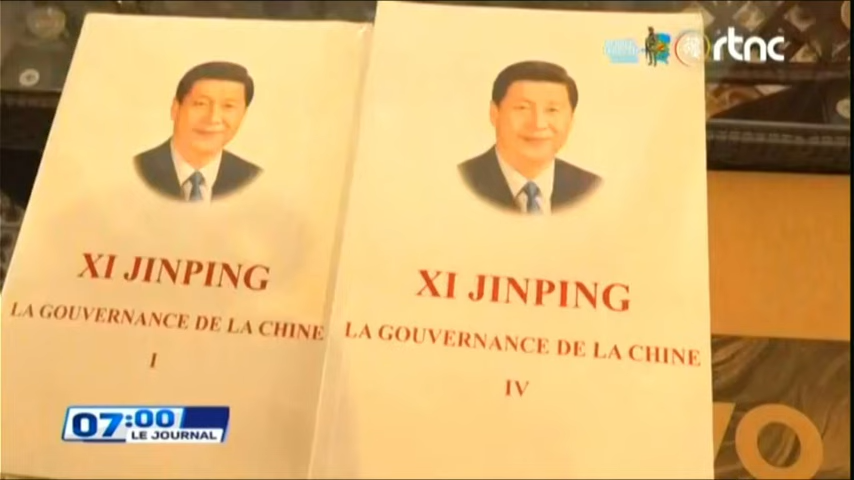 rtnc
XI JINPING
LA GOUVERNANCE DE LA CHINE
I
XI JINPING
LA GOUVERNANCE DE LA CHINE
IV
07:00
LE JOURNAL
VO